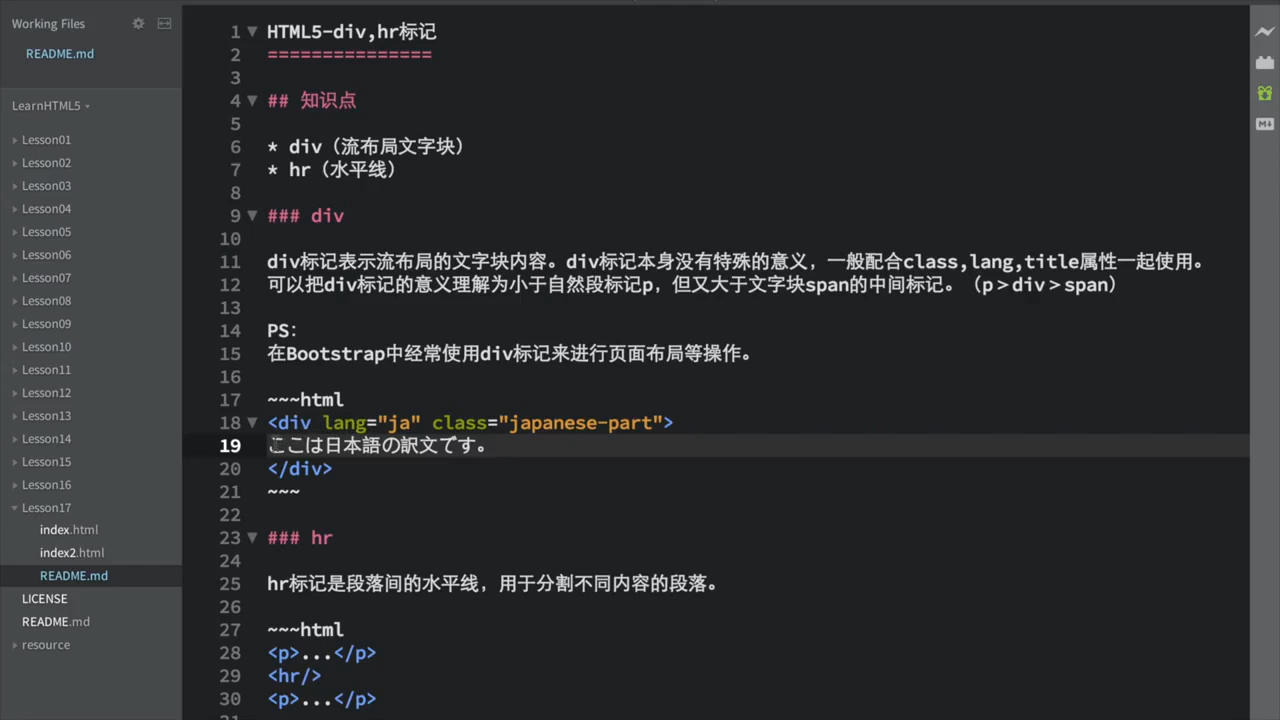 Working Files
README.md
LearnHTML5
Lesson01
Lesson02
Lesson03
Lesson04
Lesson05
Lesson06
Lesson07
Lesson08
Lesson09
Lesson10
Lesson11
Lesson12
Lesson13
Lesson14
Lesson15
Lesson16
Lesson17
index.html
index2.html
README.md
LICENSE
README.md
resource
1 HTML5-div,hr标记
2 ===============
3
4 ## 知识点
5
6 * div（流布局文字块）
7 * hr（水平线）
8
9 ### div
10
11 div标记表示流布局的文字块内容。div标记本身没有特殊的意义，一般配合class,lang,title属性一起使用。
12 可以把div标记的意义理解为小于自然段标记p，但又大于文字块span的中间标记。（p＞div＞span）
13
14 PS：
15 在Bootstrap中经常使用div标记来进行页面布局等操作。
16
17 ~~~html
18 <div lang="ja" class="japanese-part">
19 ここは日本語の訳文です。
20 </div>
21 ~~~
22
23 ### hr
24
25 hr标记是段落间的水平线，用于分割不同内容的段落。
26
27 ~~~html
28 <p>...</p>
29 <hr/>
30 <p>...</p>
M